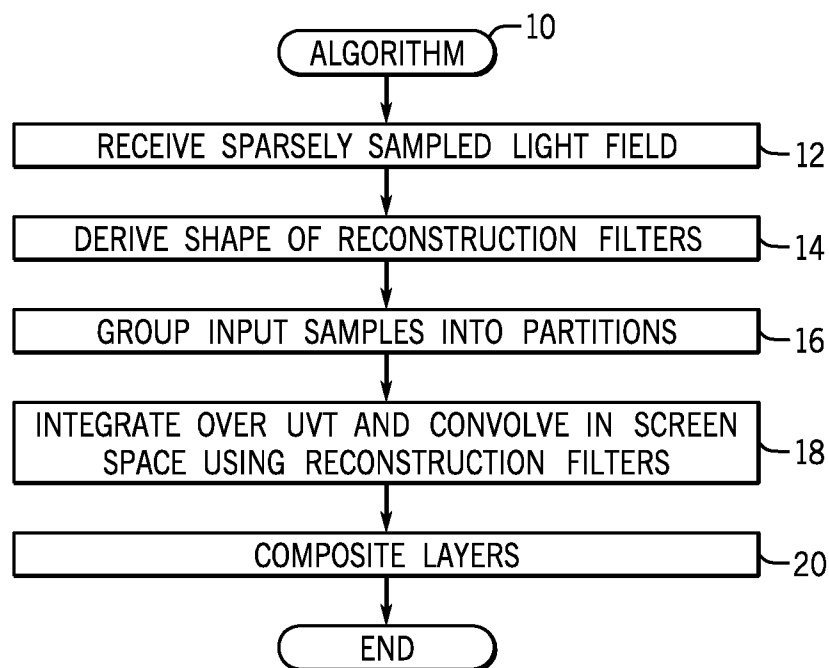 ALGORITHM
10
RECEIVE SPARSELY SAMPLED LIGHT FIELD
12
DERIVE SHAPE OF RECONSTRUCTION FILTERS
14
GROUP INPUT SAMPLES INTO PARTITIONS
16
INTEGRATE OVER UVT AND CONVOLVE IN SCREEN
SPACE USING RECONSTRUCTION FILTERS
18
COMPOSITE LAYERS
20
END